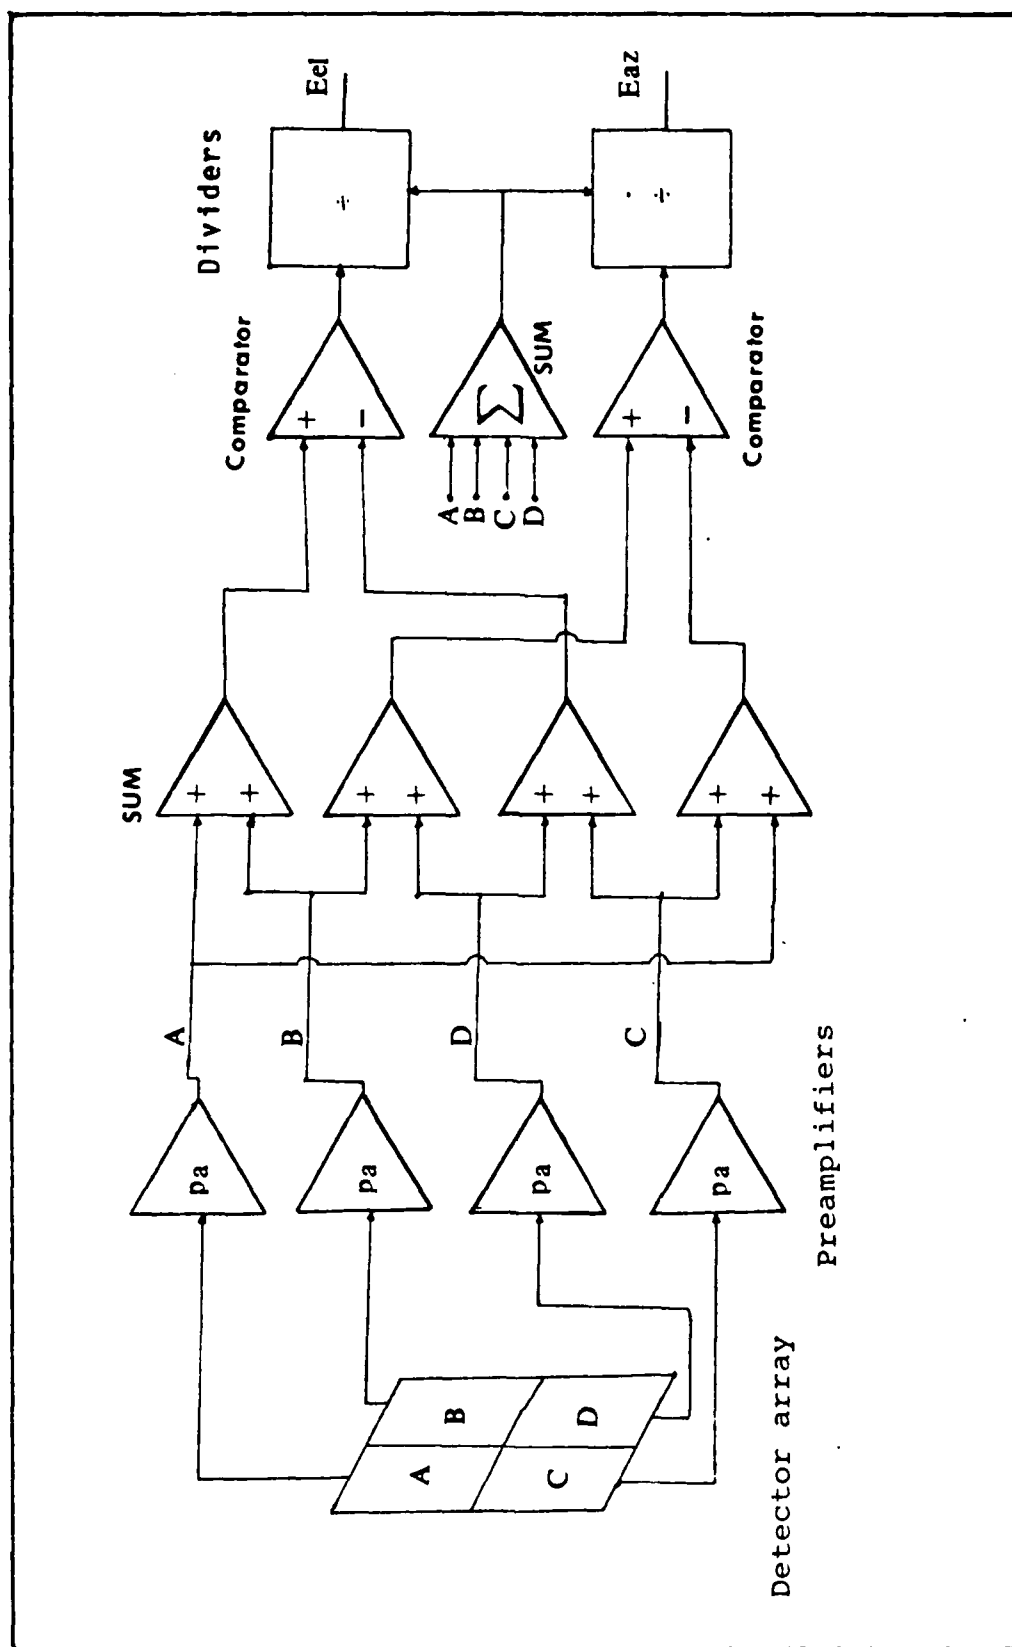 Detector array
A
B
C
D
Preamplifiers
pa
pa
pa
pa
A
B
D
C
SUM
+
+
+
+
+
+
+
+
A
B
C
D
Comparator
+
−
Σ
SUM
+
−
Comparator
Dividers
÷
÷
Eel
Eaz